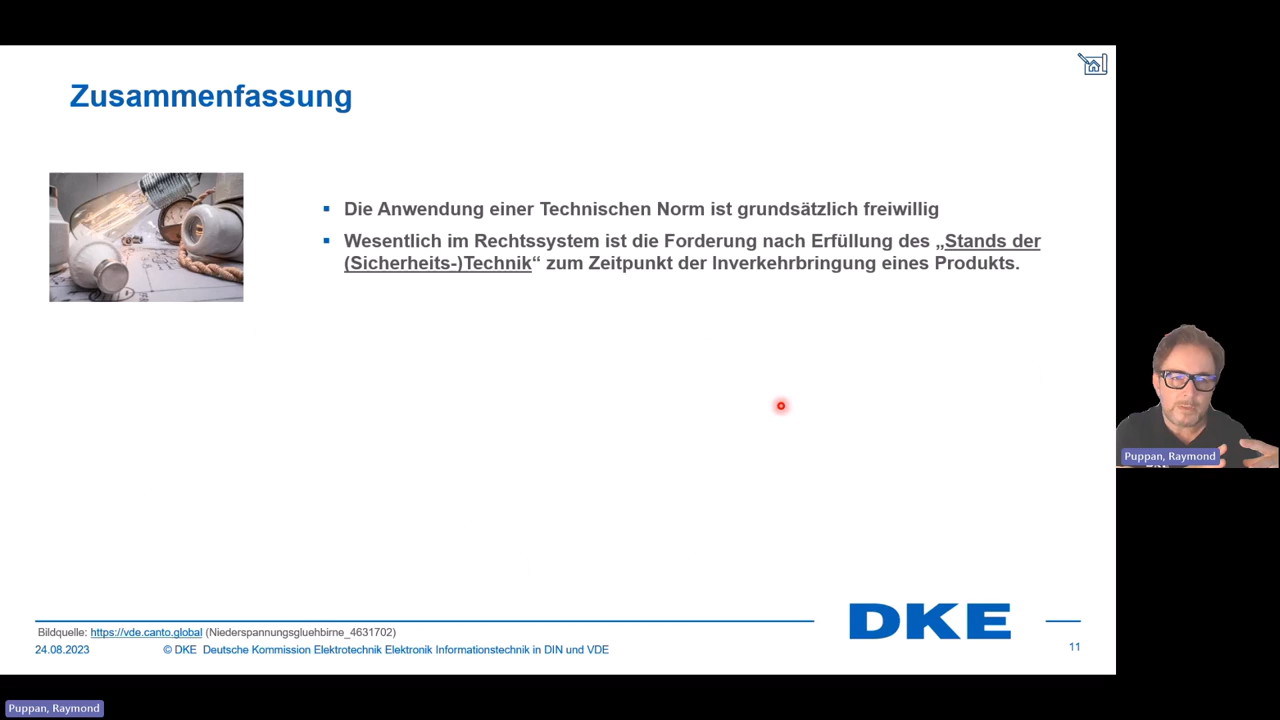 Zusammenfassung
▪ Die Anwendung einer Technischen Norm ist grundsätzlich freiwillig
▪ Wesentlich im Rechtssystem ist die Forderung nach Erfüllung des „Stands der
(Sicherheits-)Technik“ zum Zeitpunkt der Inverkehrbringung eines Produkts.
Puppan, Raymond
DKE
Bildquelle: https://vde.canto.global (Niederspannungsgluehbirne_4631702)
24.08.2023 © DKE Deutsche Kommission Elektrotechnik Elektronik Informationstechnik in DIN und VDE
11
Puppan, Raymond